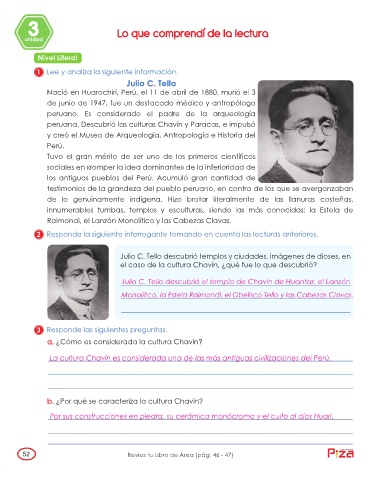 3
unidad
Lo que comprendí de la lectura
Nivel Literal
1 Lee y analiza la siguiente información.
Julio C. Tello
Nació en Huarochirí, Perú, el 11 de abril de 1880, murió el 3
de junio de 1947, fue un destacado médico y antropólogo
peruano. Es considerado el padre de la arqueología
peruana. Descubrió las culturas Chavín y Paracas, e impulsó
y creó el Museo de Arqueología, Antropología e Historia del
Perú.
Tuvo el gran mérito de ser uno de los primeros científicos
sociales en romper la idea dominante de la inferioridad de
los antiguos pueblos del Perú. Acumuló gran cantidad de
testimonios de la grandeza del pueblo peruano, en contra de los que se avergonzaban
de lo genuinamente indígena. Hizo brotar literalmente de las llanuras costeñas,
innumerables tumbas, templos y esculturas, siendo las más conocidas: la Estela de
Raimondi, el Lanzón Monolítico y las Cabezas Clavas.
2 Responde la siguiente interrogante tomando en cuenta las lecturas anteriores.
Julio C. Tello descubrió templos y ciudades, imágenes de dioses, en
el caso de la cultura Chavín, ¿qué fue lo que descubrió?
Julio C. Tello descubrió el templo de Chavín de Huantar, el Lanzón
Monolítico, la Estela Raimondi, el Obelisco Tello y las Cabezas Clavas.
3 Responde las siguientes preguntas.
a. ¿Cómo es considerada la cultura Chavín?
La cultura Chavín es considerada una de las más antiguas civilizaciones del Perú.
b. ¿Por qué se caracteriza la cultura Chavín?
Por sus construcciones en piedra, su cerámica monócroma y el culto al dios Huari.
52
Revisa tu Libro de Área (pág. 46 - 47)
Piza